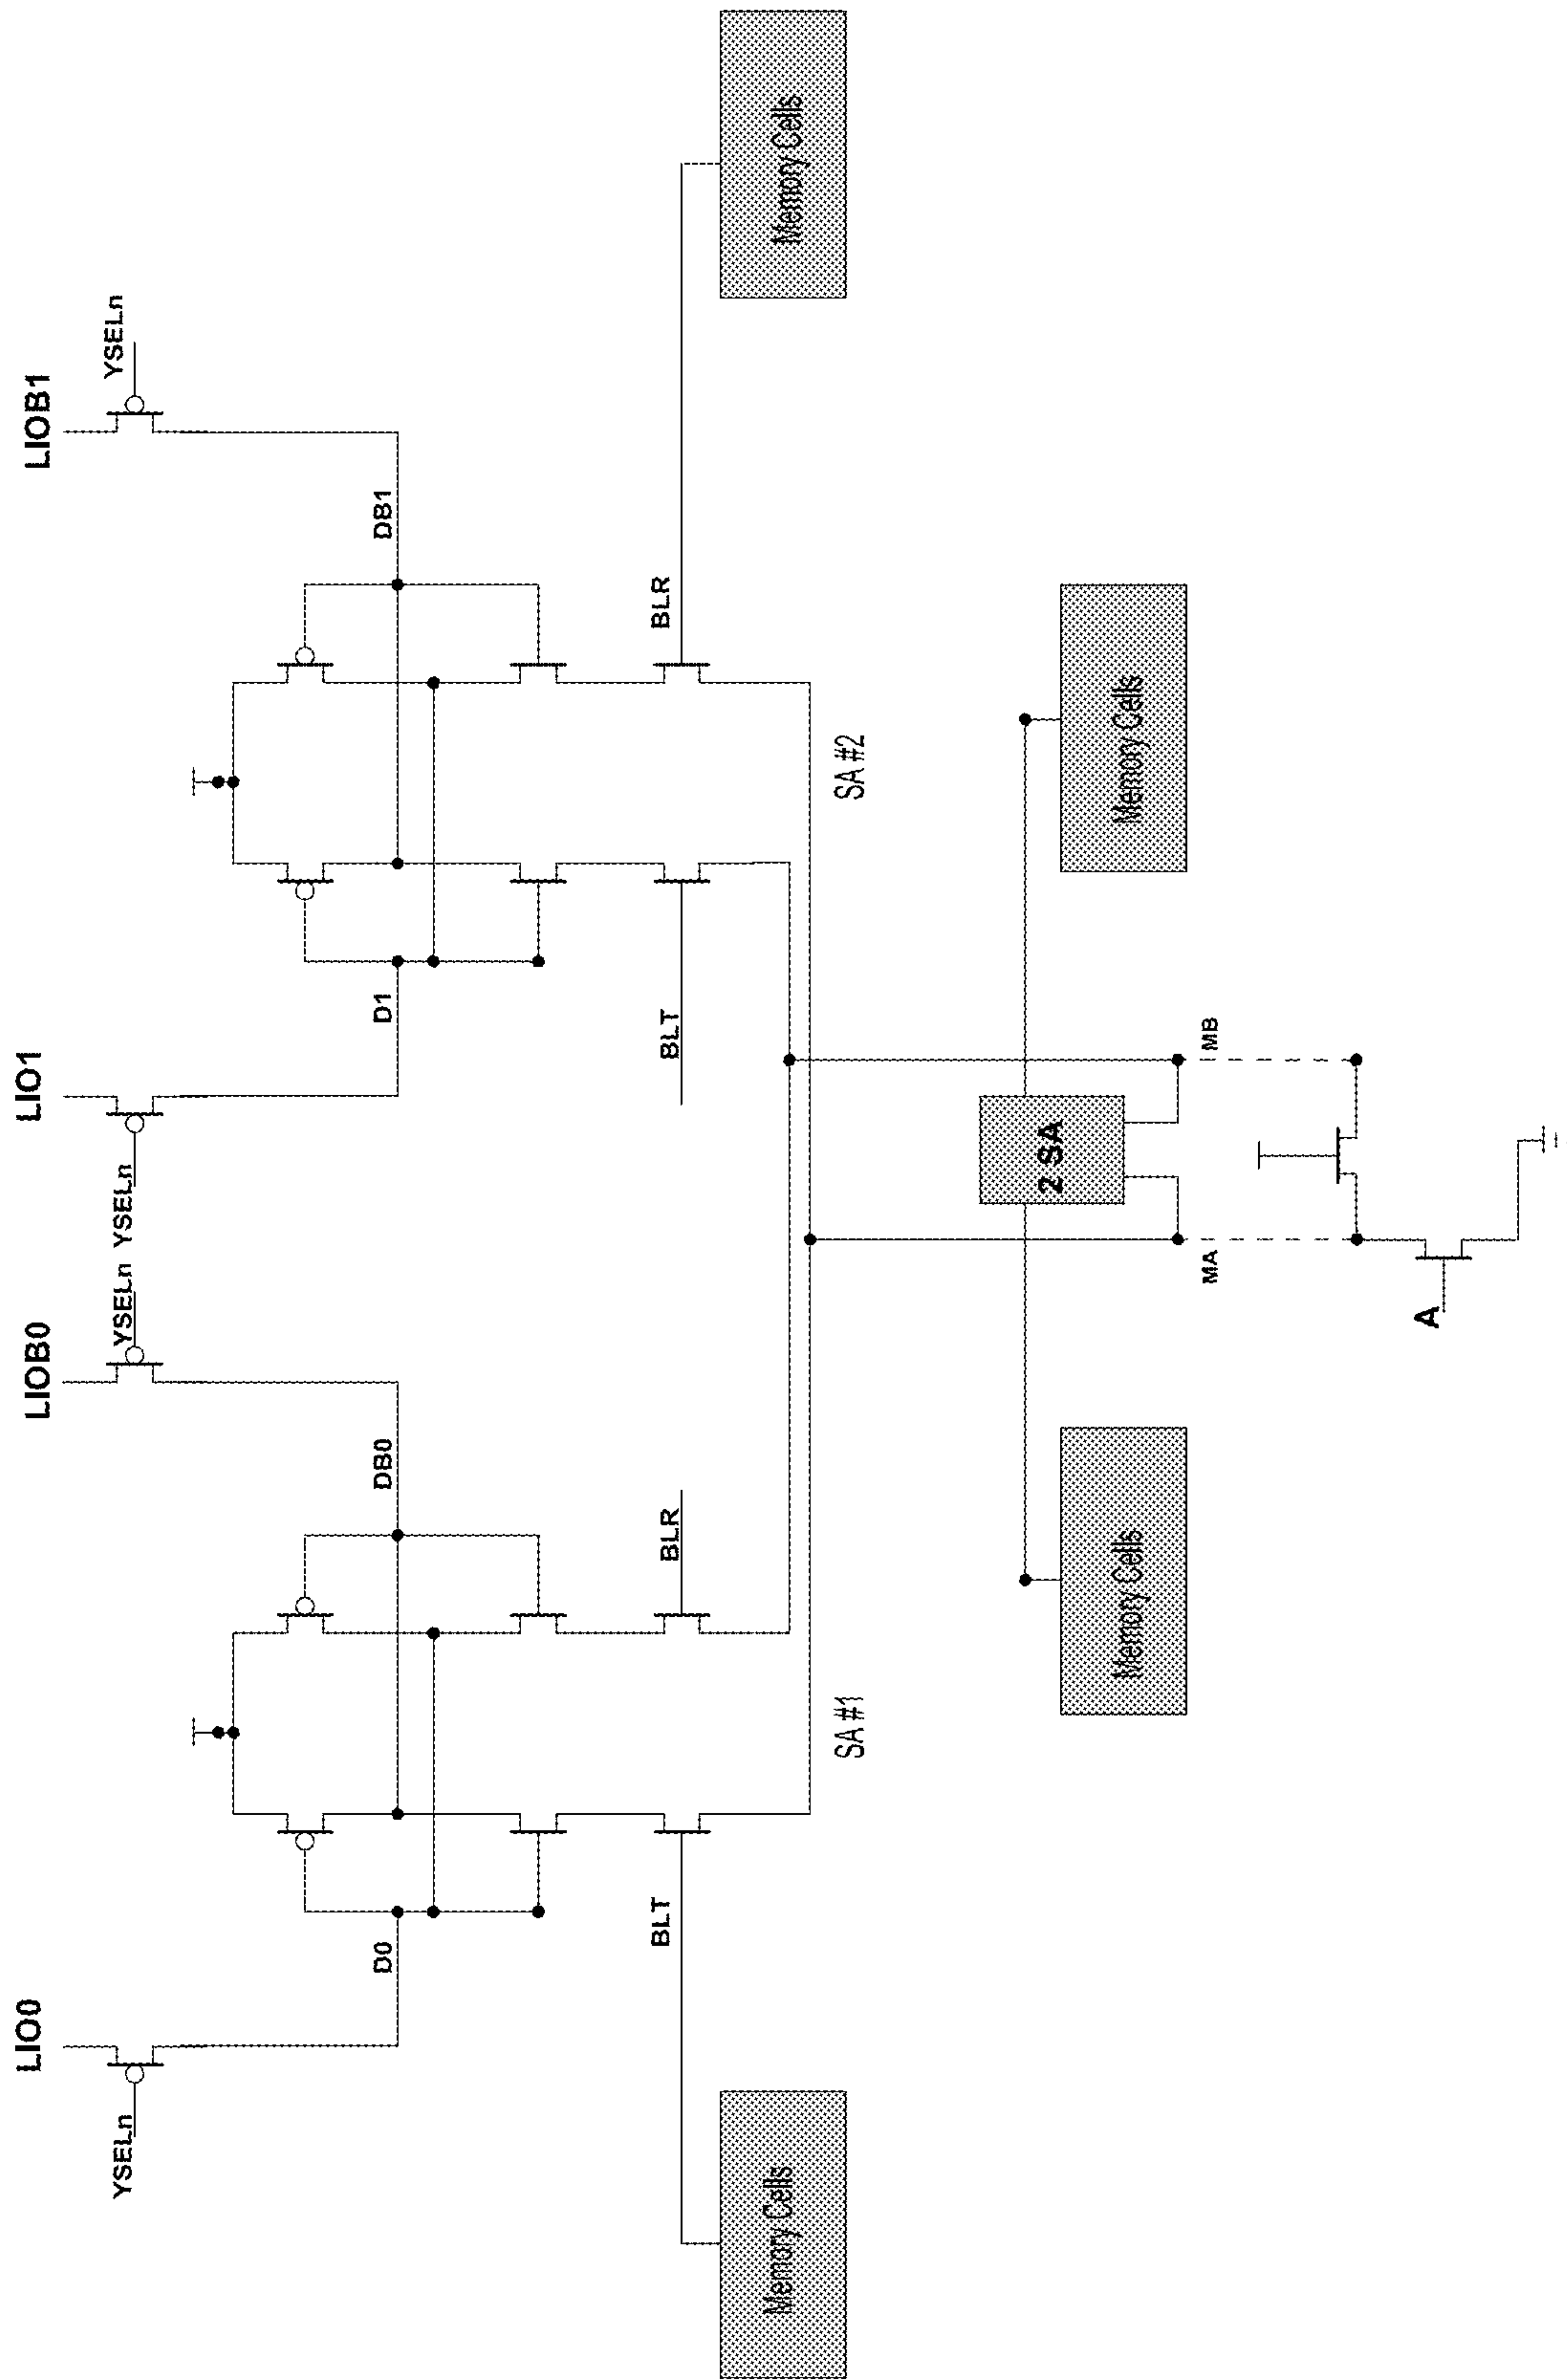 LIO0
LIOB0
LIO1
LIOB1
YSELn
YSELn
YSELn
YSELn
D0
DB0
D1
DB1
BLT
BLR
BLT
BLR
Memory Cells
SA #1
SA #2
Memory Cells
Memory Cells
2 SA
Memory Cells
MA
MB
A